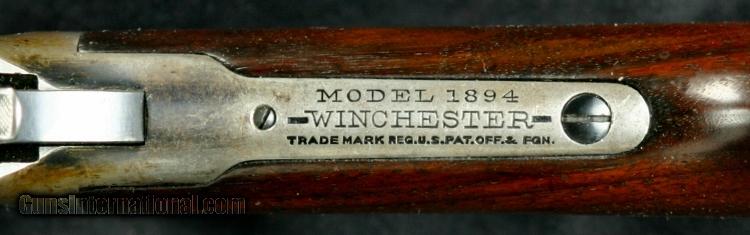 MODEL 1894
-WINCHESTER-
TRADE MARK REG.U.S.PAT.OFF.& FGN.
GunsInternational.com